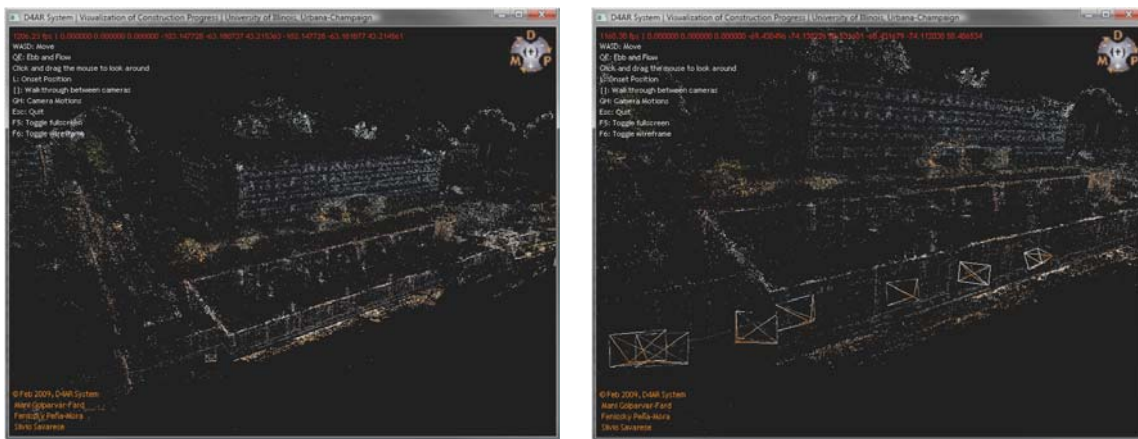 D4AR System | Visualization of Construction Progress | University of Illinois, Urbana-Champaign
WASD: Move
QE: Ebb and Flow
Click and drag the mouse to look around
L: Onset Position
[]: Walkthrough between cameras
GH: Camera Motions
Esc: Quit
F5: Toggle fullscreen
F6: Toggle wireframe
D
M
P
© Feb 2009, D4AR System
Mani Golparvar-Fard
Feniosky Peña-Mora
Silvio Savarese
D4AR System | Visualization of Construction Progress | University of Illinois, Urbana-Champaign
WASD: Move
QE: Ebb and Flow
Click and drag the mouse to look around
L: Onset Position
[]: Walkthrough between cameras
GH: Camera Motions
Esc: Quit
F5: Toggle fullscreen
F6: Toggle wireframe
D
M
P
© Feb 2009, D4AR System
Mani Golparvar-Fard
Feniosky Peña-Mora
Silvio Savarese